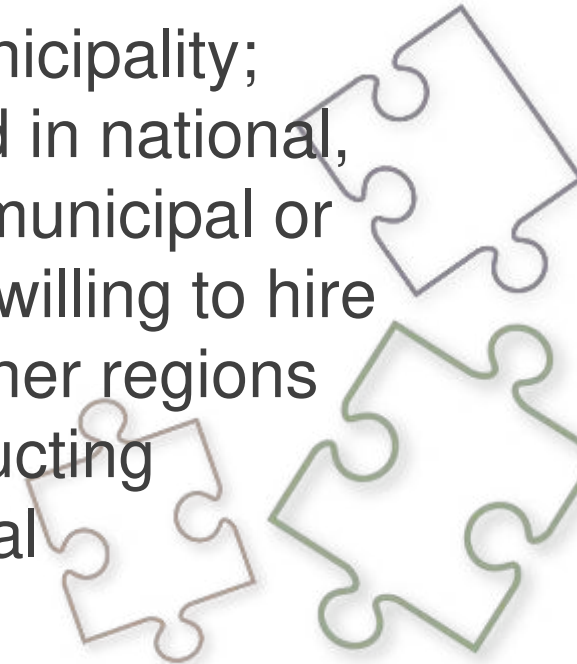 nicipality;
d in national,
municipal or
willing to hire
her regions
ucting
al